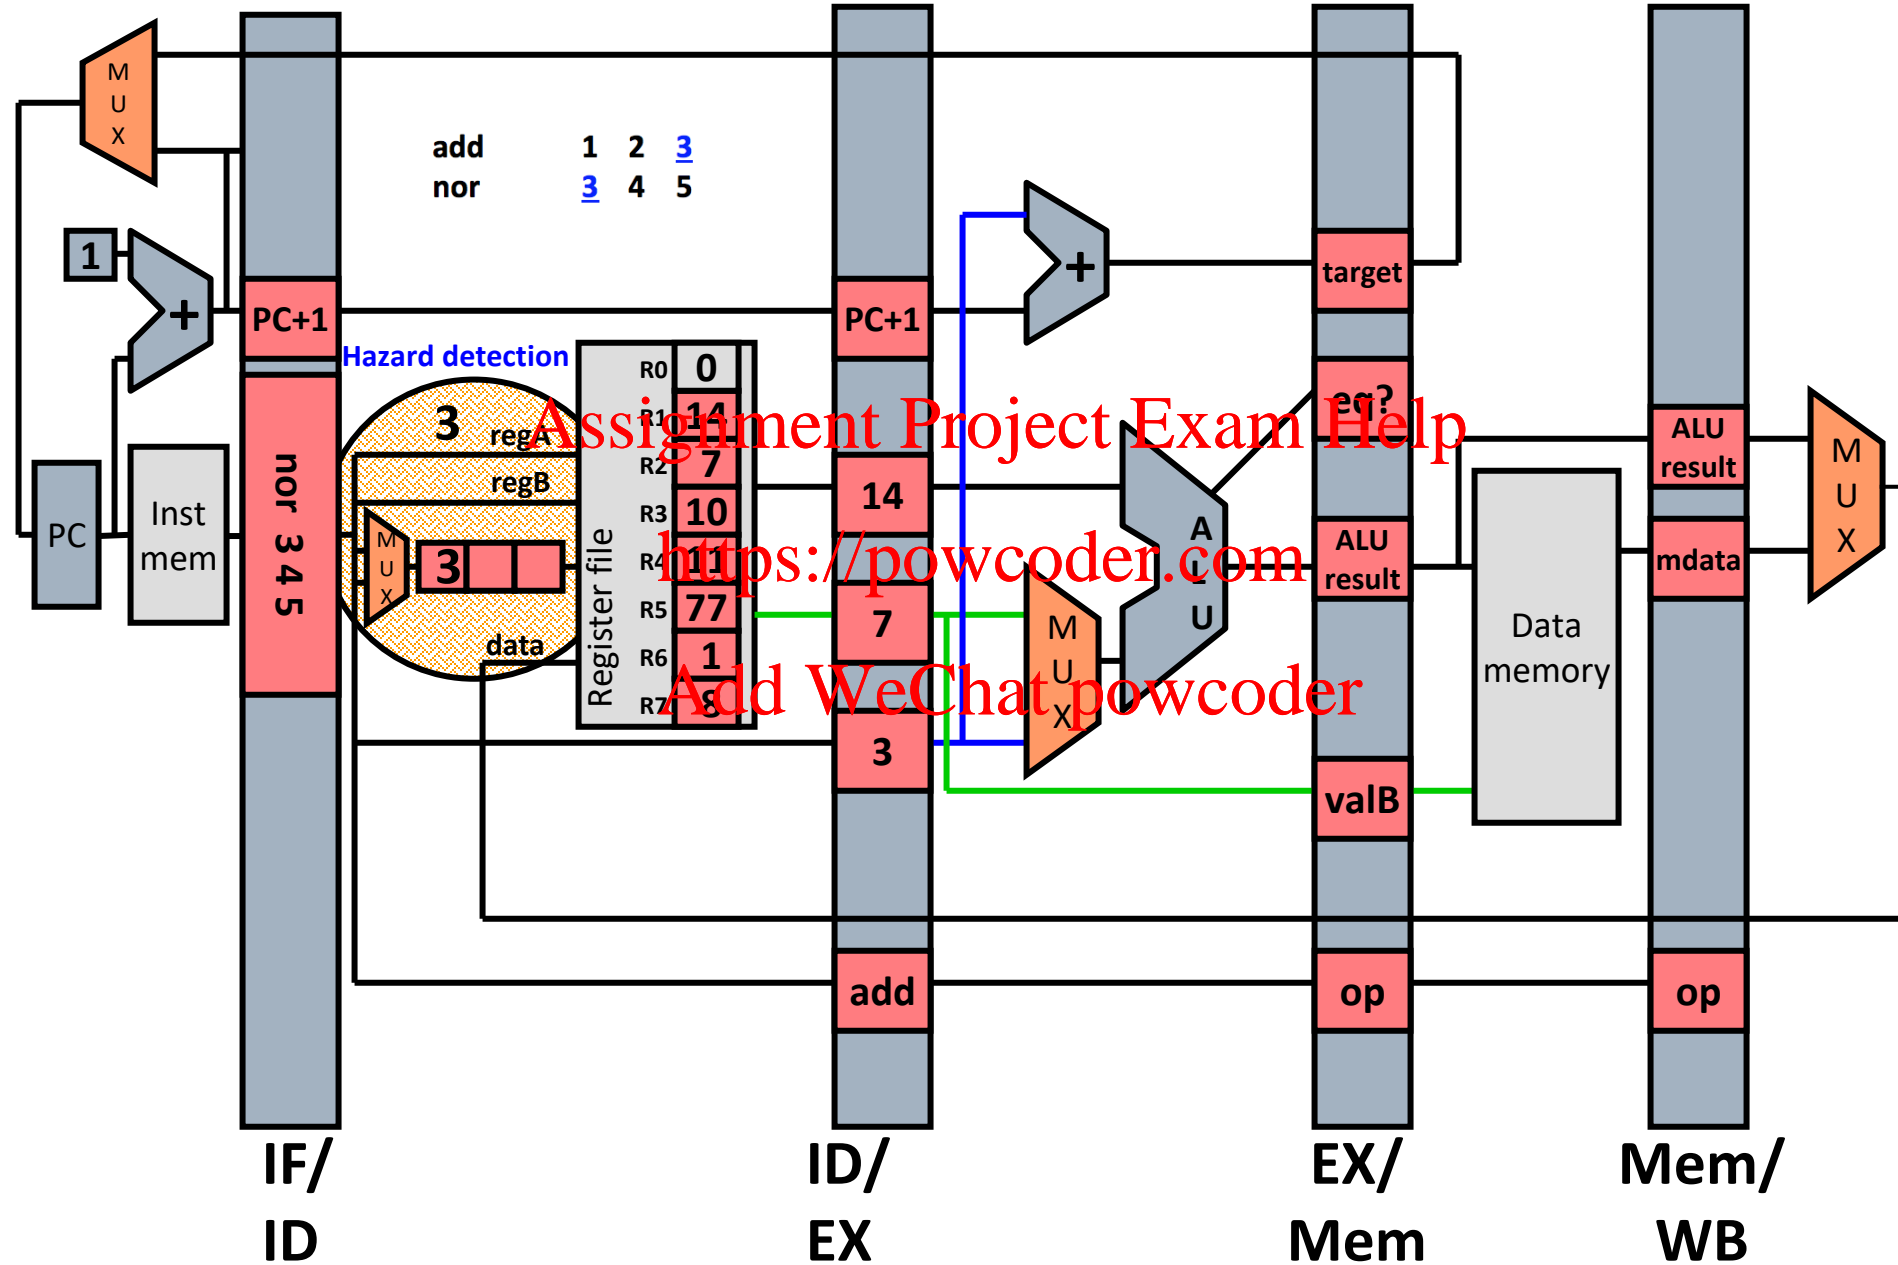 M
U
X
add 1 2 3
nor 3 4 5
1
+
+
target
PC+1
PC+1
Hazard detection
R0 0
eq?
3
regA
R1 14
Assignment Project Exam Help
ALU
result
M
U
X
nor 3 4 5
R2 7
regB
14
PC
Inst
mem
R3 10
M
U
X
3
R4 11
https://powcoder.com
A
L
U
ALU
result
mdata
Register file
R5 77
7
M
U
X
Data
memory
data
R6 1
R7 8
Add WeChat powcoder
3
valB
add
op
op
IF/
ID
ID/
EX
EX/
Mem
Mem/
WB